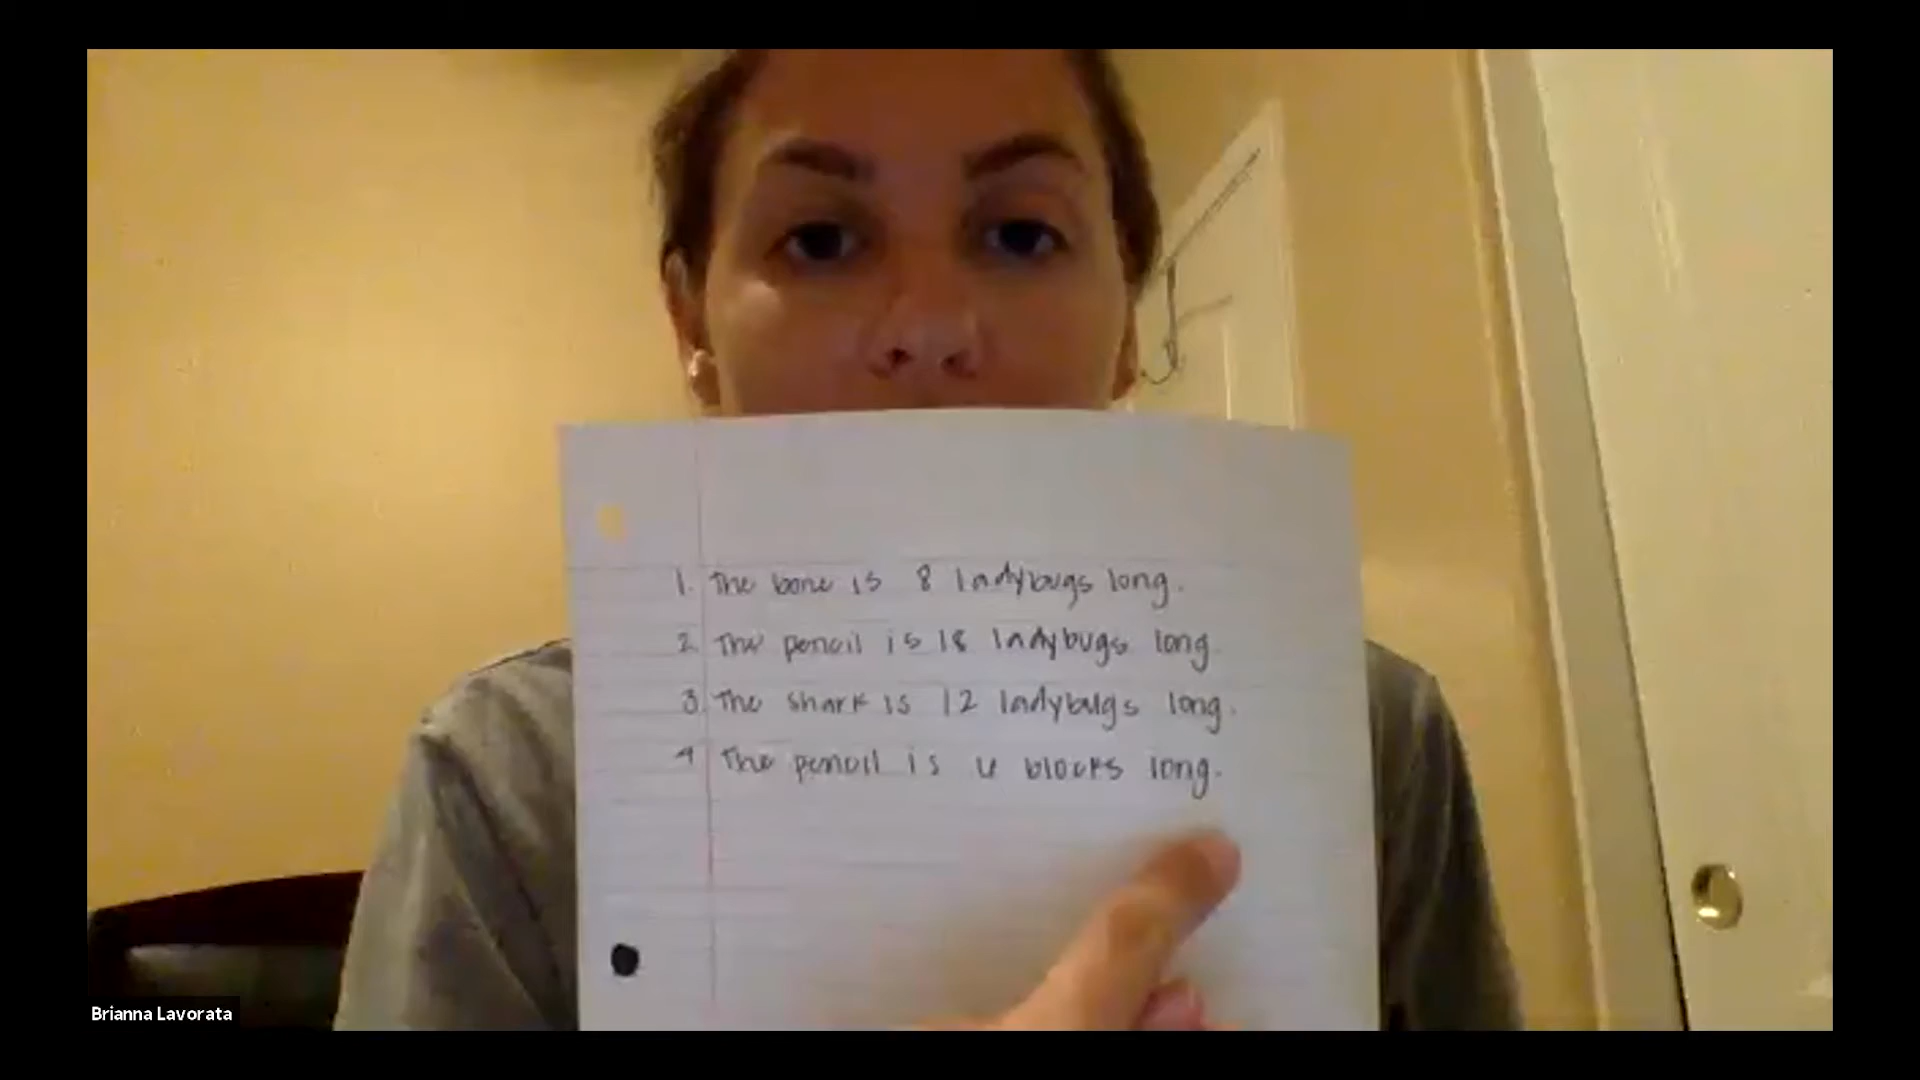 1. The bone is 8 ladybugs long.
2. The pencil is 18 ladybugs long.
3. The shark is 12 ladybugs long.
4 The pencil is 4 blocks long.
Brianna Lavorata